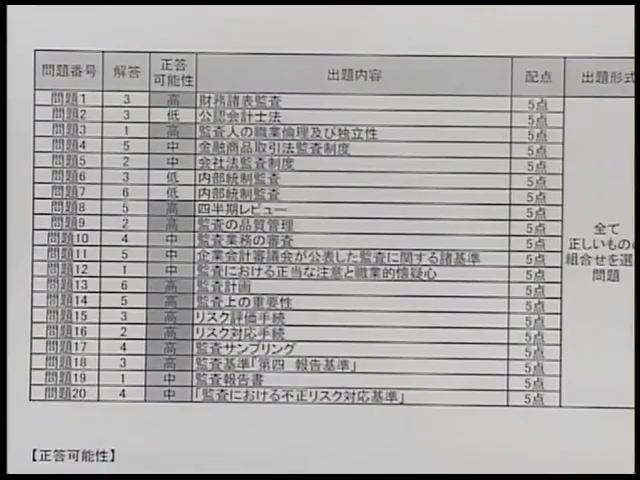 問題番号 解答 正答可能性 出題内容 配点 出題形式
問題1 3 高 財務諸表監査 5点
問題2 3 低 公認会計士法 5点
問題3 1 高 監査人の職業倫理及び独立性 5点
問題4 5 中 金融商品取引法監査制度 5点
問題5 2 中 会社法監査制度 5点
問題6 3 低 内部統制監査 5点
問題7 6 低 内部統制監査 5点
問題8 5 高 四半期レビュー 5点
問題9 2 高 監査の品質管理 5点
問題10 4 中 監査業務の審査 5点
問題11 5 中 企業会計審議会が公表した監査に関する諸基準 5点
問題12 1 中 監査における正当な注意と職業的懐疑心 5点
問題13 6 高 監査計画 5点
問題14 5 高 監査上の重要性 5点
問題15 3 高 リスク評価手続 5点
問題16 2 高 リスク対応手続 5点
問題17 4 高 監査サンプリング 5点
問題18 3 高 監査基準「第四 報告基準」 5点
問題19 1 中 監査報告書 5点
問題20 4 中 「監査における不正リスク対応基準」 5点
全て
正しいもの
組合せを選
問題
【正答可能性】